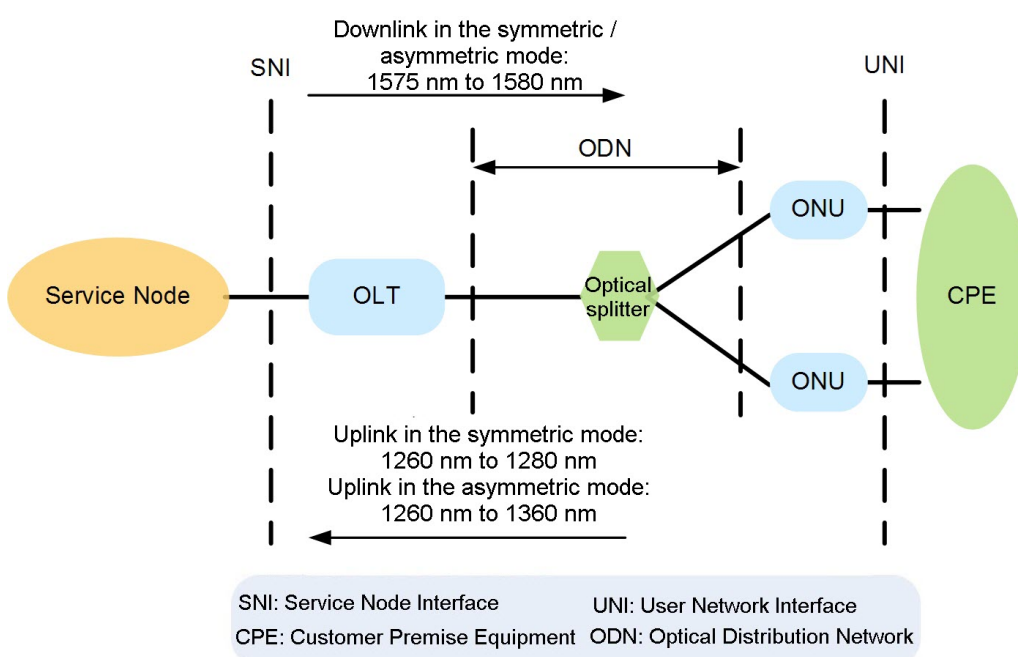 Downlink in the symmetric /
asymmetric mode:
1575 nm to 1580 nm
SNI
UNI
ODN
ONU
Service Node
OLT
Optical
splitter
CPE
ONU
Uplink in the symmetric mode:
1260 nm to 1280 nm
Uplink in the asymmetric mode:
1260 nm to 1360 nm
SNI: Service Node Interface
UNI: User Network Interface
CPE: Customer Premise Equipment
ODN: Optical Distribution Network